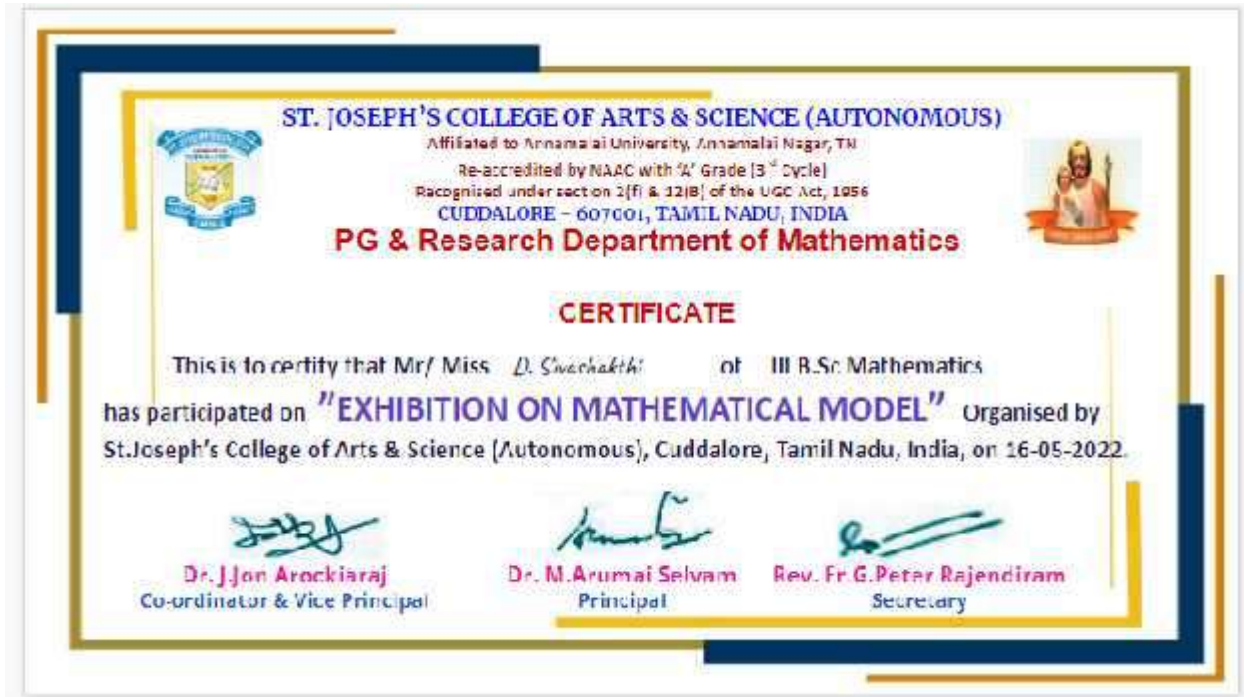 ST. JOSEPH'S COLLEGE OF ARTS & SCIENCE (AUTONOMOUS)
Affiliated to Annamalai University, Annamalai Nagar, TN
Re-accredited by NAAC with 'A' Grade (3rd Cycle)
Recognised under section 2(f) & 12(B) of the UGC Act, 1956
CUDDALORE – 607001, TAMIL NADU, INDIA
PG & Research Department of Mathematics
CERTIFICATE
This is to certify that Mr/ Miss D. Sivashakthi of III B.Sc Mathematics
has participated on "EXHIBITION ON MATHEMATICAL MODEL" Organised by
St.Joseph's College of Arts & Science (Autonomous), Cuddalore, Tamil Nadu, India, on 16-05-2022.
Dr. J.Jon Arockiaraj Dr. M.Arumai Selvam Rev. Fr.G.Peter Rajendiram
Co-ordinator & Vice Principal Principal Secretary